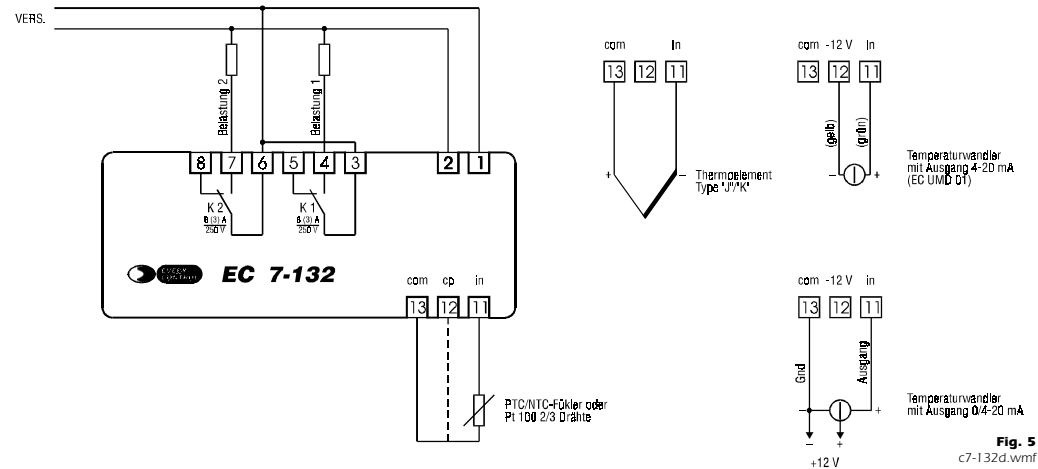 VERS.
Belastung 2
Belastung 1
8 7 6 5 4 3 2 1
K 2
8 (3) A
250 V
K 1
8 (3) A
250 V
EVERY CONTROL
EC 7-132
com cp in
13 12 11
PTC/NTC-Fükler oder
Pt 100 2/3 Drähte
com In
13 12 11
+
–
Thermoelement
Type "J"/"K"
com -12 V In
13 12 11
(gelb)
(grün)
– +
Temperaturwandler
mit Ausgang 4-20 mA
(EC UMD 01)
com -12 V in
13 12 11
Gnd
Ausgang
– +
Temperaturwandler
mit Ausgang 0/4-20 mA
– +
+12 V
Fig. 5
c7-132d.wmf